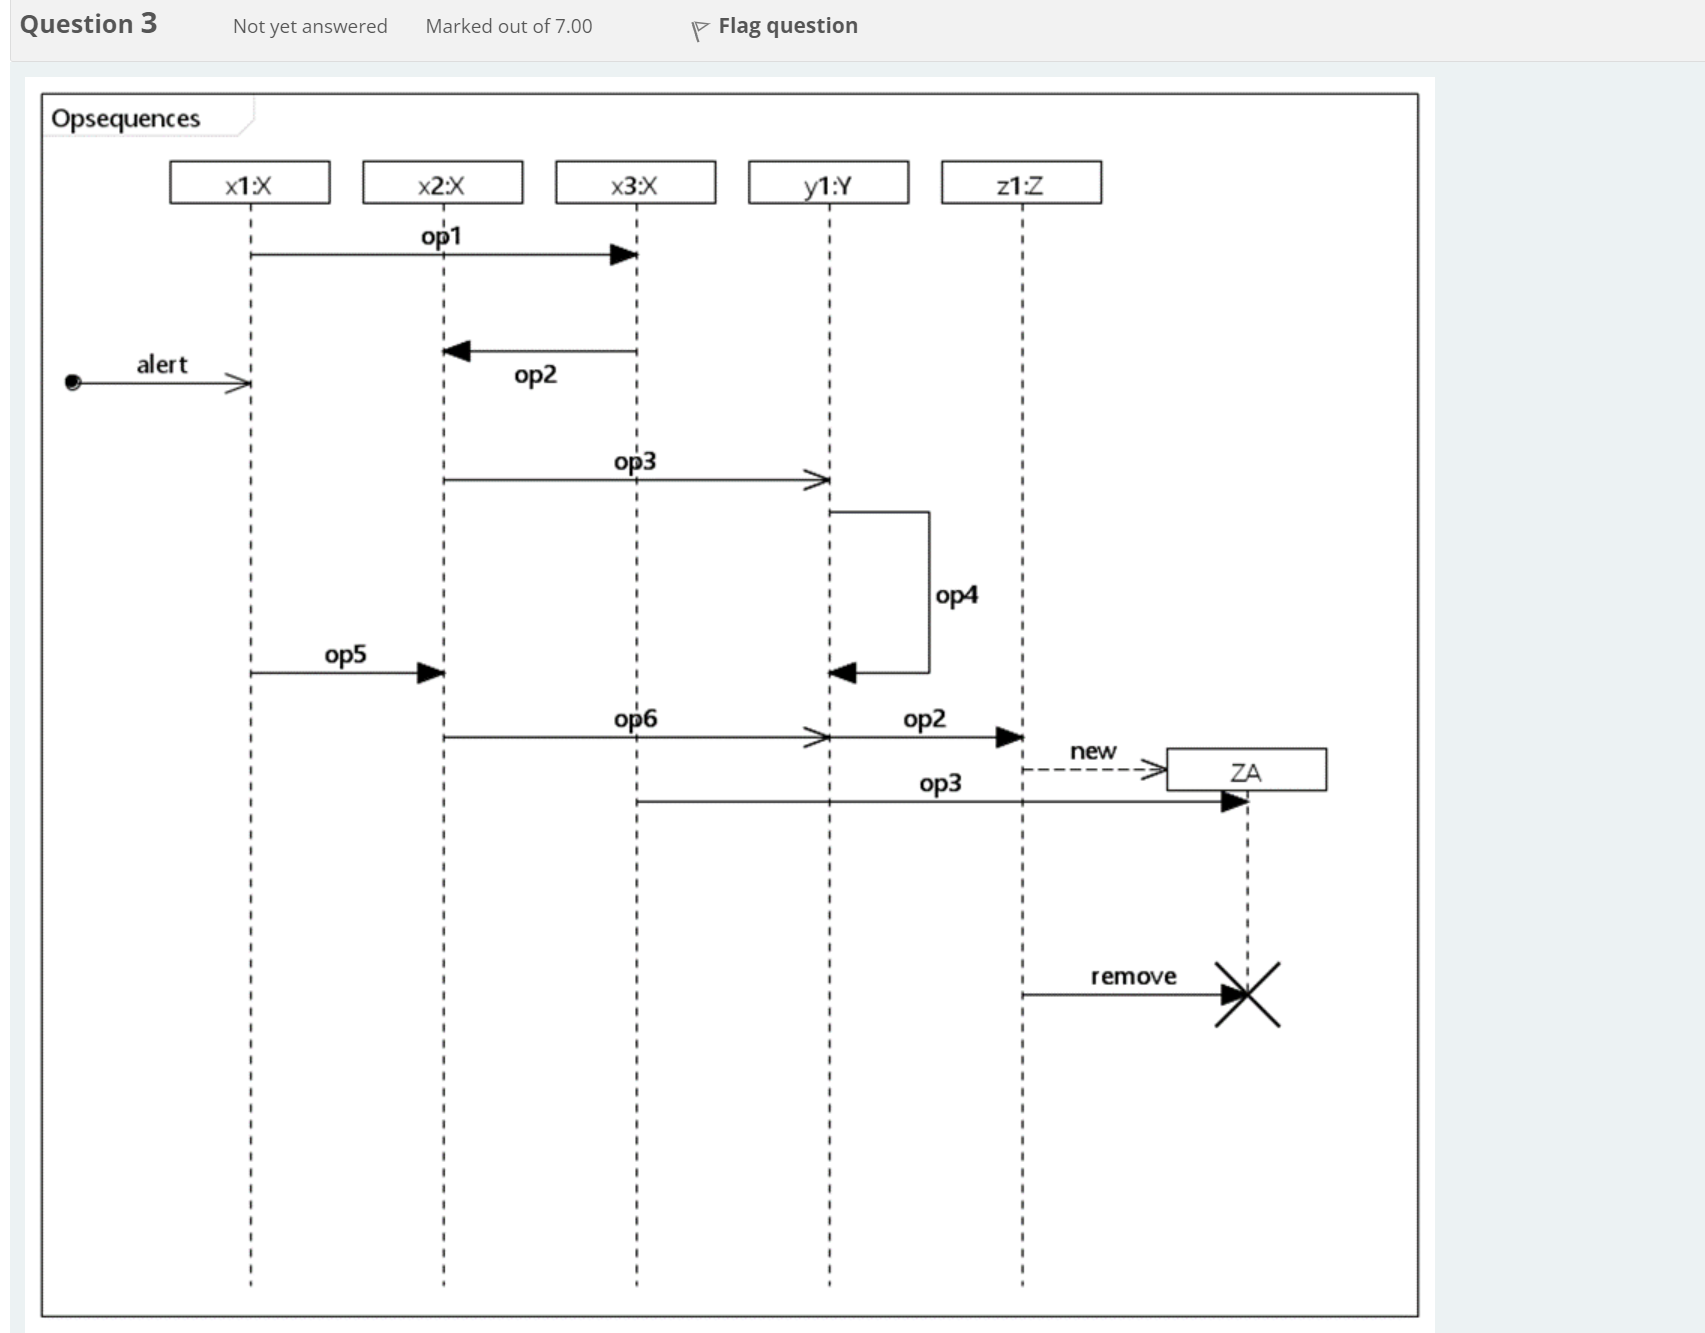 Question 3 Not yet answered Marked out of 7.00 Flag question
Opsequences
x1:X x2:X x3:X y1:Y z1:Z
op1
alert
op2
op3
op4
op5
op6 op2
new
ZA
op3
remove